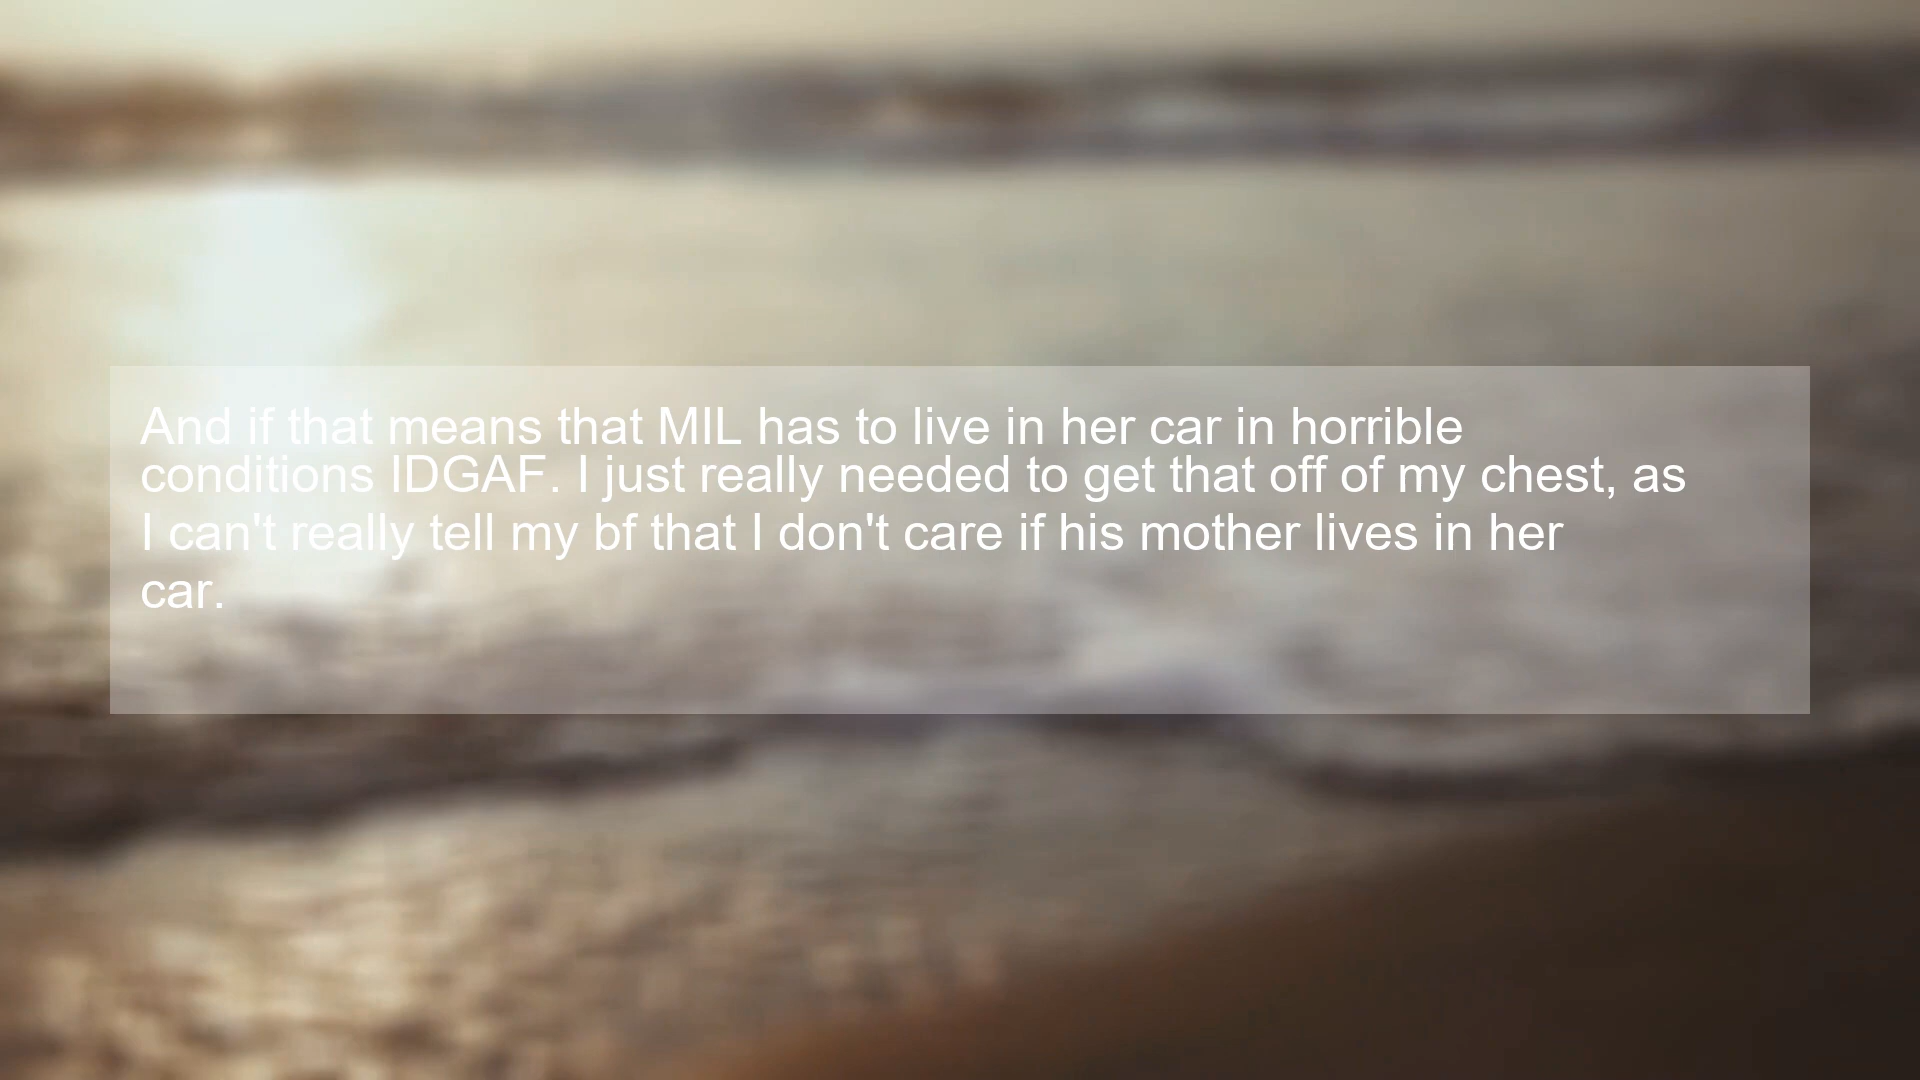 And if that means that MIL has to live in her car in horrible
conditions IDGAF. I just really needed to get that off of my chest, as
I can't really tell my bf that I don't care if his mother lives in her
car.